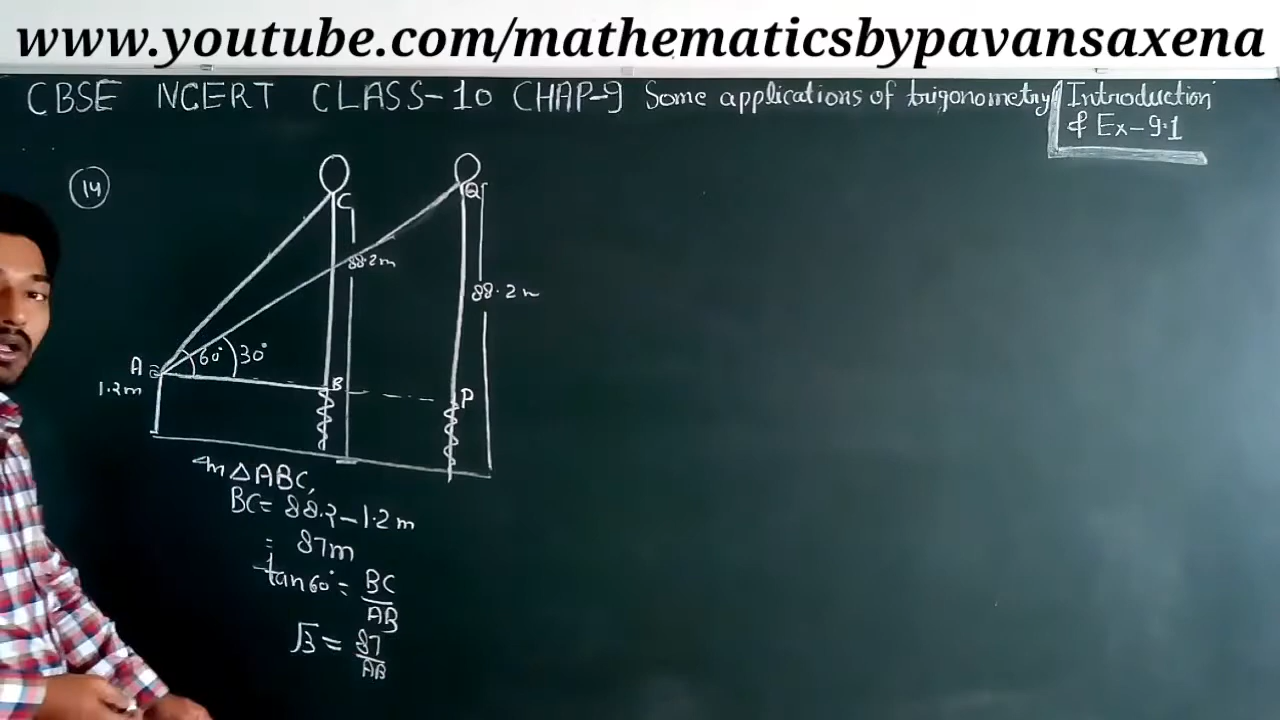 www.youtube.com/mathematicsbypavansaxena
CBSE NCERT CLASS-10 CHAP-9 Some applications of trigonometry
Introduction
& Ex-9.1
14
C
Q
88.2m
88.2 m
A
60° 30°
1.2m
B
P
In △ABC,
BC = 88.2 - 1.2 m
= 87m
tan60° = BC
AB
√3 = 87
AB